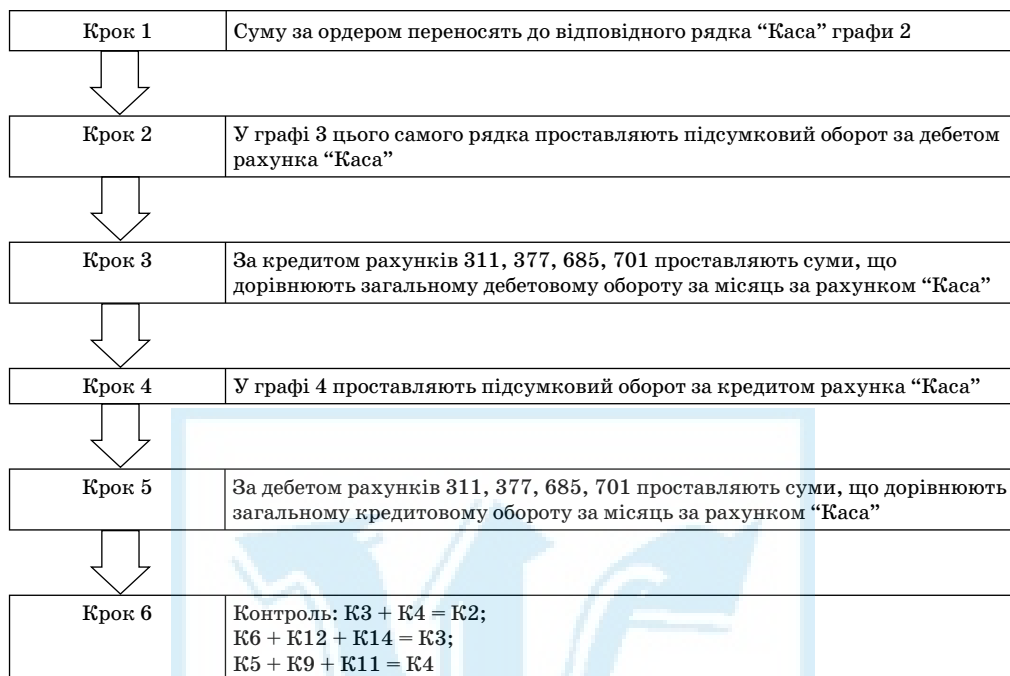 Крок 1
Суму за ордером переносять до відповідного рядка “Каса” графи 2
Крок 2
У графі 3 цього самого рядка проставляють підсумковий оборот за дебетом
рахунка “Каса”
Крок 3
За кредитом рахунків 311, 377, 685, 701 проставляють суми, що
дорівнюють загальному дебетовому обороту за місяць за рахунком “Каса”
Крок 4
У графі 4 проставляють підсумковий оборот за кредитом рахунка “Каса”
Крок 5
За дебетом рахунків 311, 377, 685, 701 проставляють суми, що дорівнюють
загальному кредитовому обороту за місяць за рахунком “Каса”
Крок 6
Контроль: К3 + К4 = К2;
К6 + К12 + К14 = К3;
К5 + К9 + К11 = К4